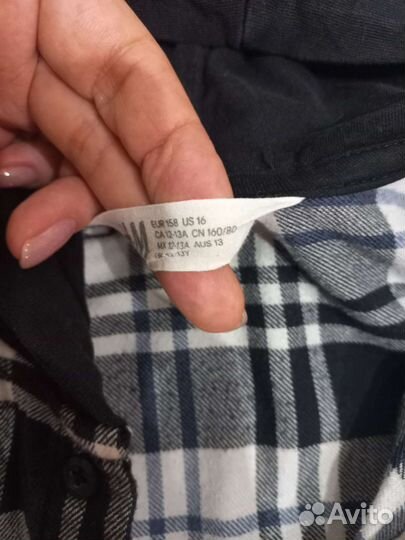 EUR 158 US 16
CA 12-13A CN 160/80
MX 12-13A AUS 13
Avito